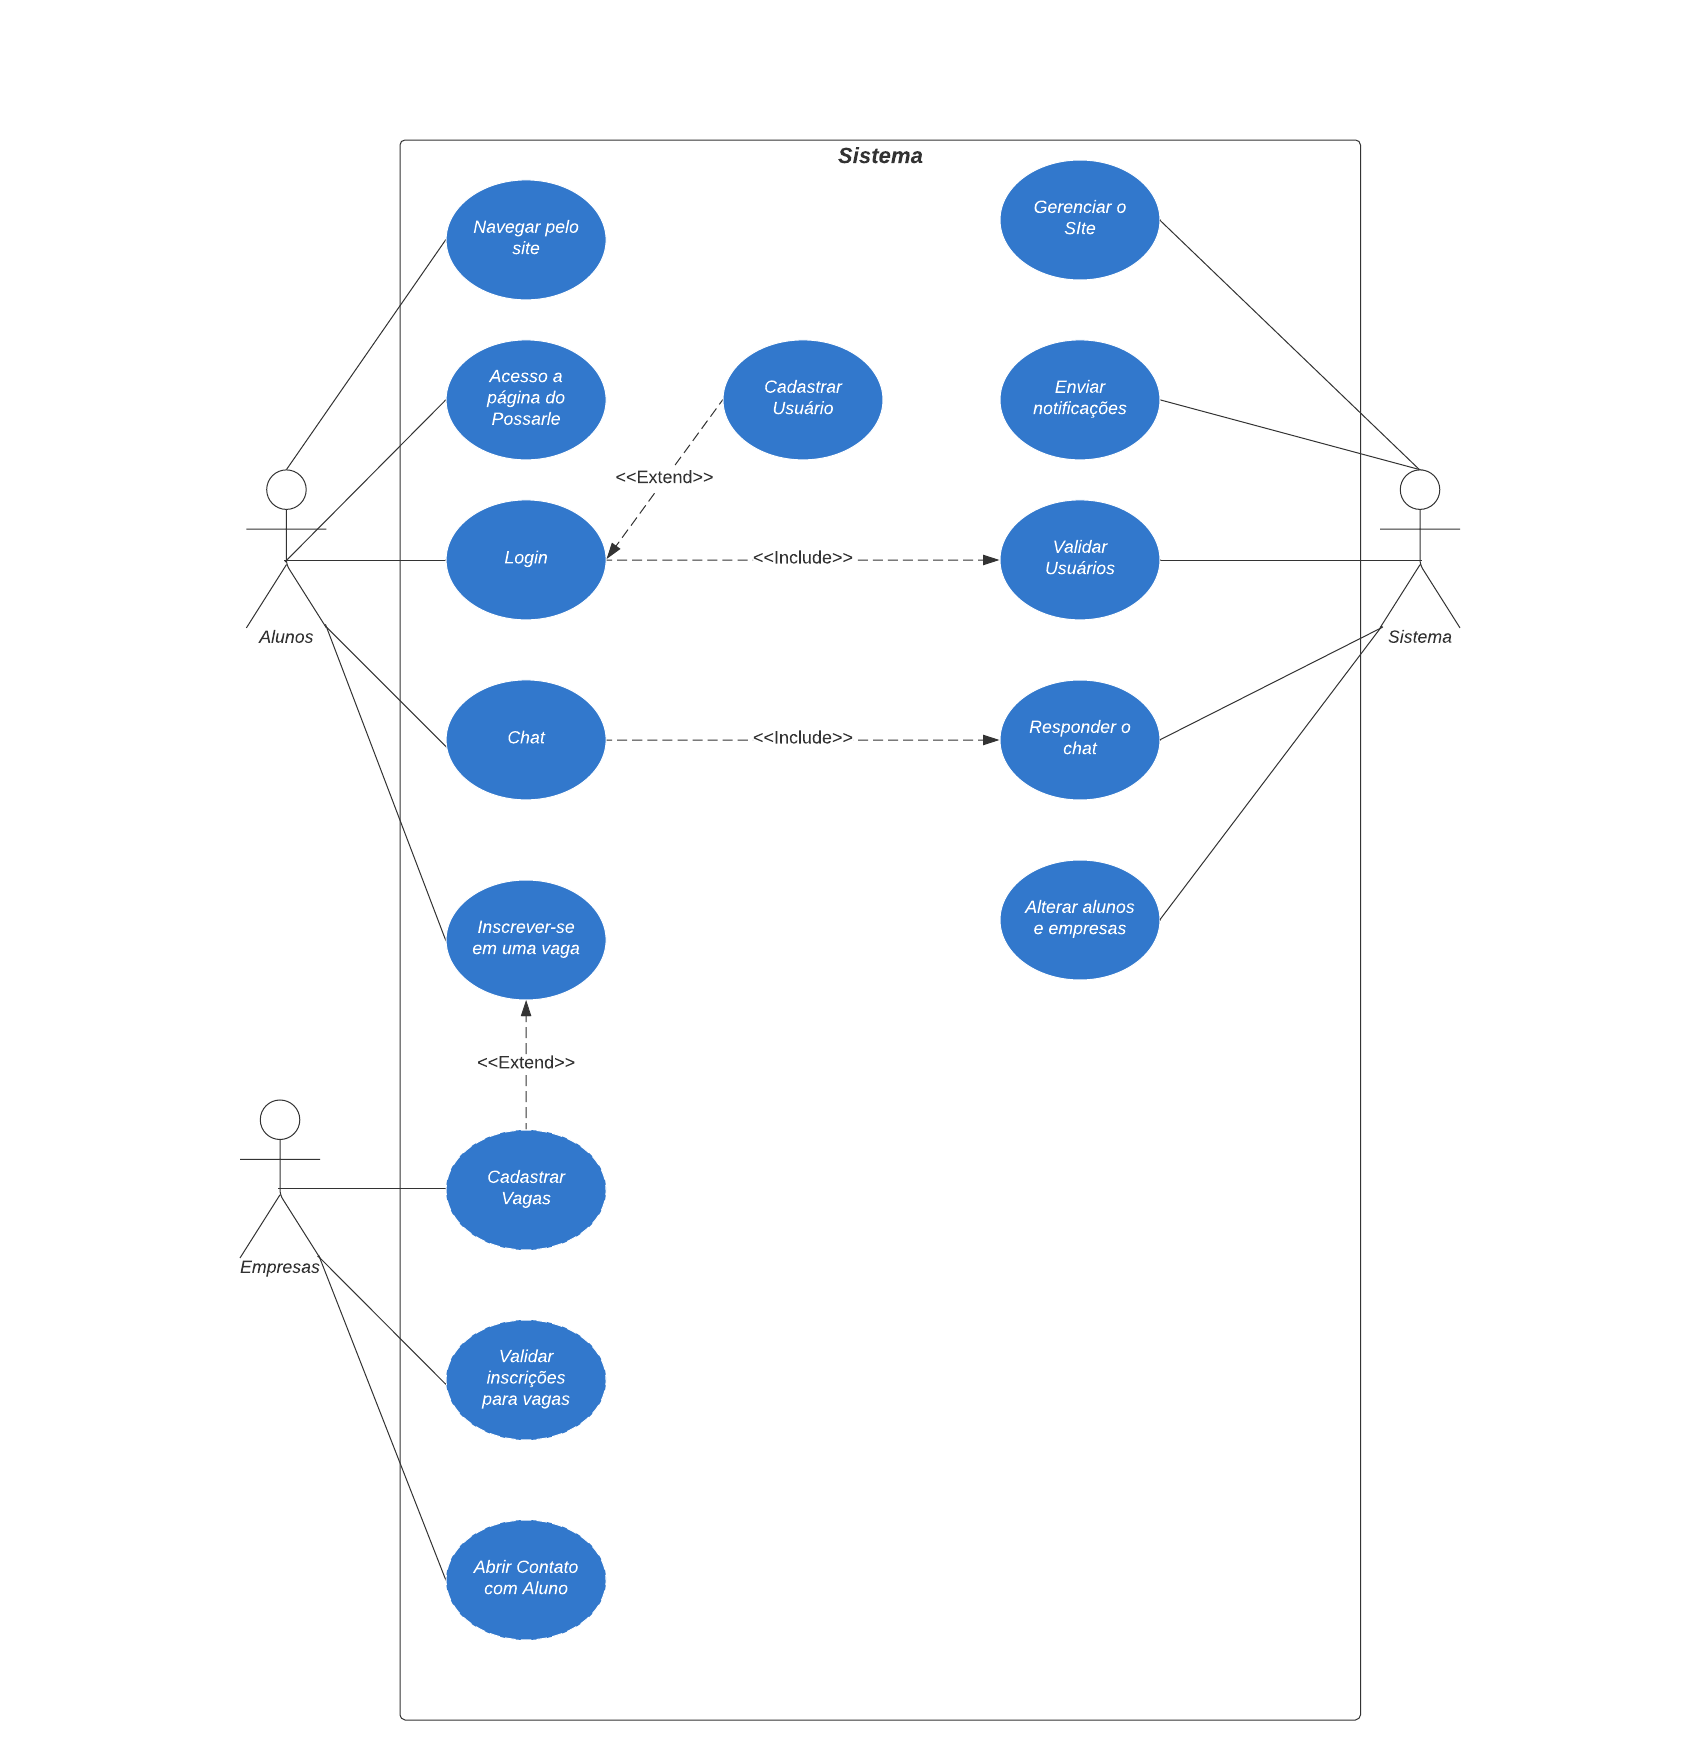 Sistema
Navegar pelo
site
Gerenciar o
SIte
Acesso a
página do
Possarle
Cadastrar
Usuário
Enviar
notificações
<<Extend>>
Login
<<Include>>
Validar
Usuários
Alunos
Sistema
Chat
<<Include>>
Responder o
chat
Inscrever-se
em uma vaga
Alterar alunos
e empresas
<<Extend>>
Cadastrar
Vagas
Empresas
Validar
inscrições
para vagas
Abrir Contato
com Aluno